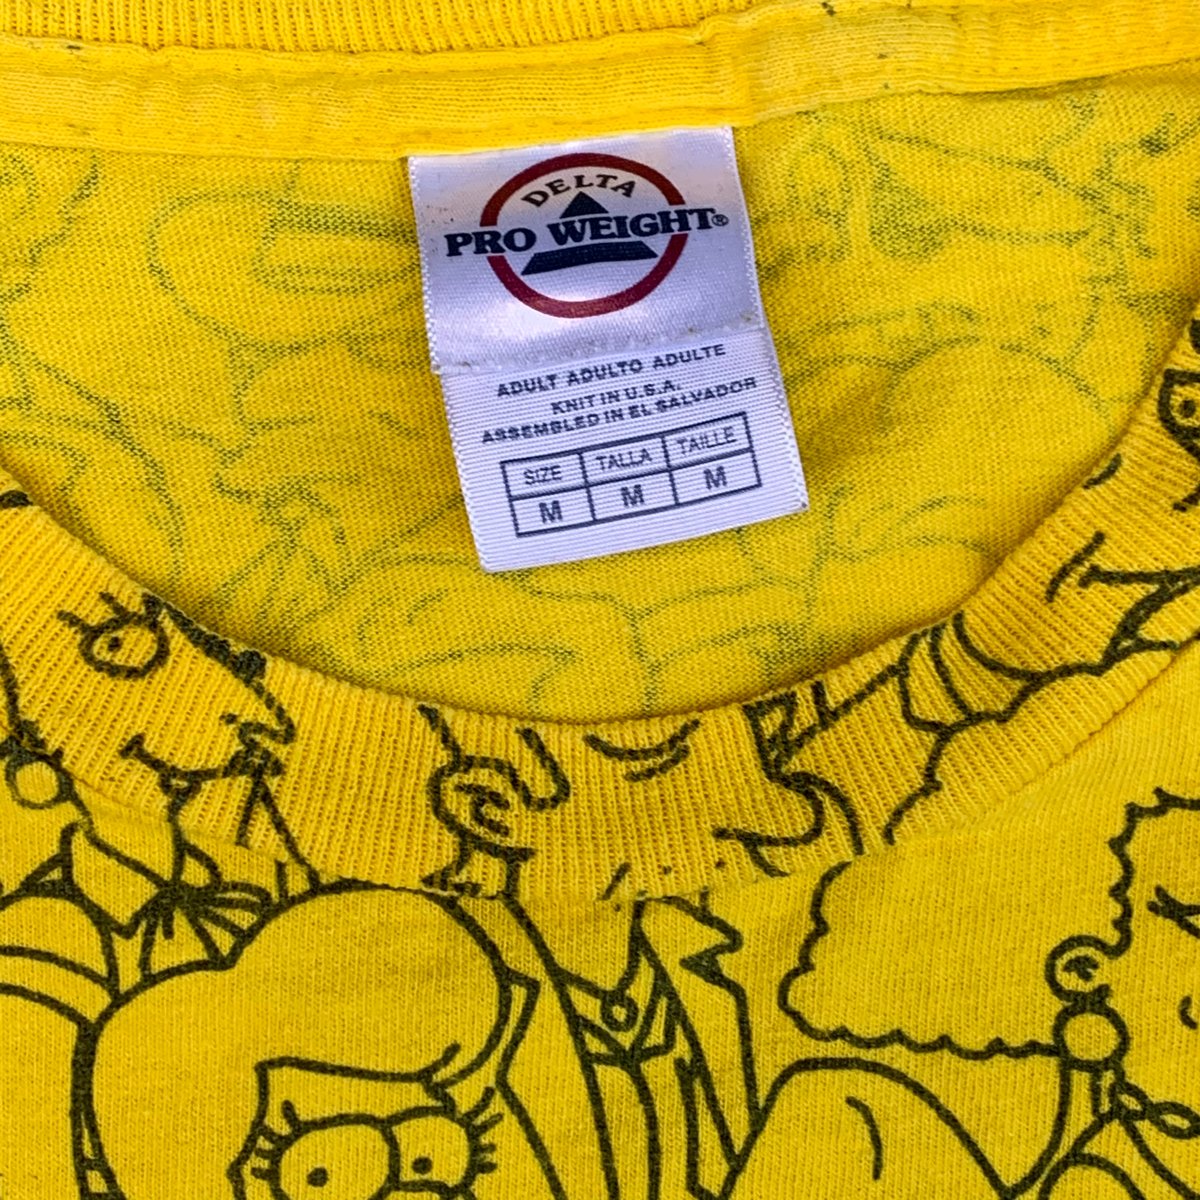 DELTA
PRO WEIGHT®
ADULT ADULTO ADULTE
KNIT IN U.S.A.
ASSEMBLED IN EL SALVADOR
SIZE TALLA TAILLE
M M M